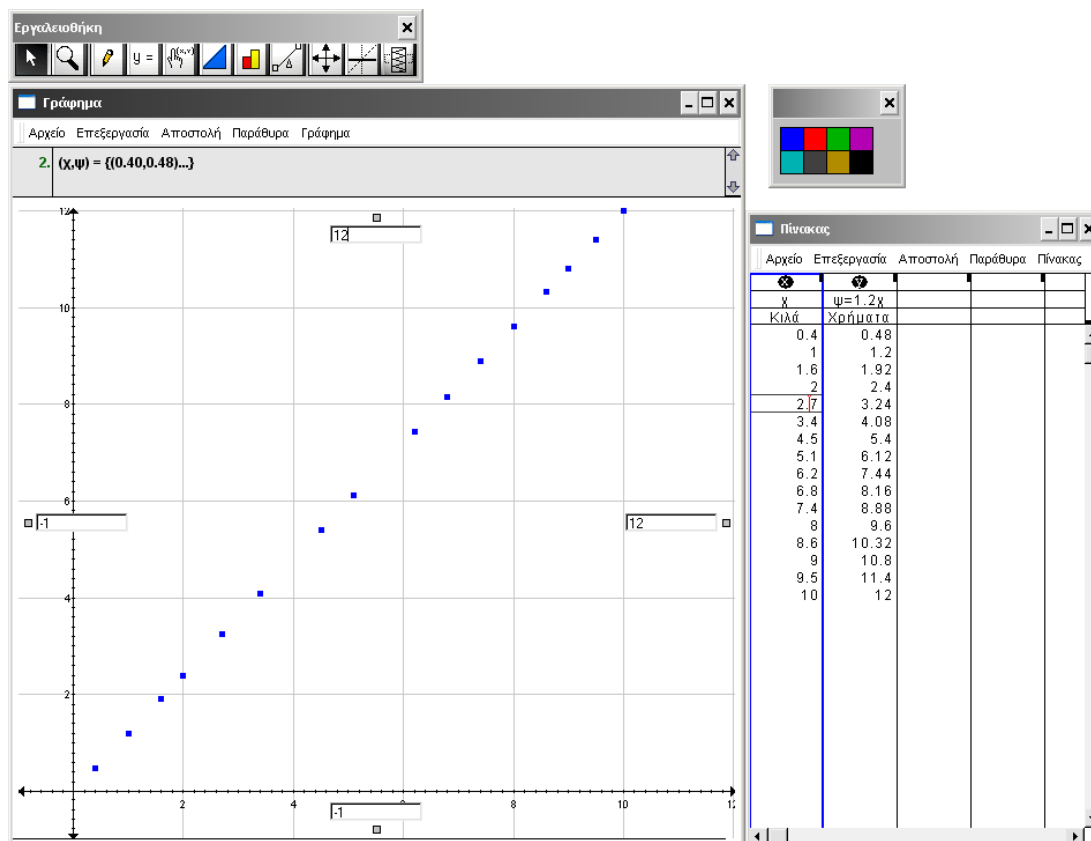 Εργαλειοθήκη
y =
(x,y)
Γράφημα
Αρχείο Επεξεργασία Αποστολή Παράθυρα Γράφημα
2. (χ,ψ) = {(0.40,0.48)...}
12
12
10
8
6
-1
12
4
2
2 4 6 8 10 12
-1
Πίνακας
Αρχείο Επεξεργασία Αποστολή Παράθυρα Πίνακας
x y
χ ψ=1.2χ
Κιλά Χρήματα
0.4 0.48
1 1.2
1.6 1.92
2 2.4
2.7 3.24
3.4 4.08
4.5 5.4
5.1 6.12
6.2 7.44
6.8 8.16
7.4 8.88
8 9.6
8.6 10.32
9 10.8
9.5 11.4
10 12